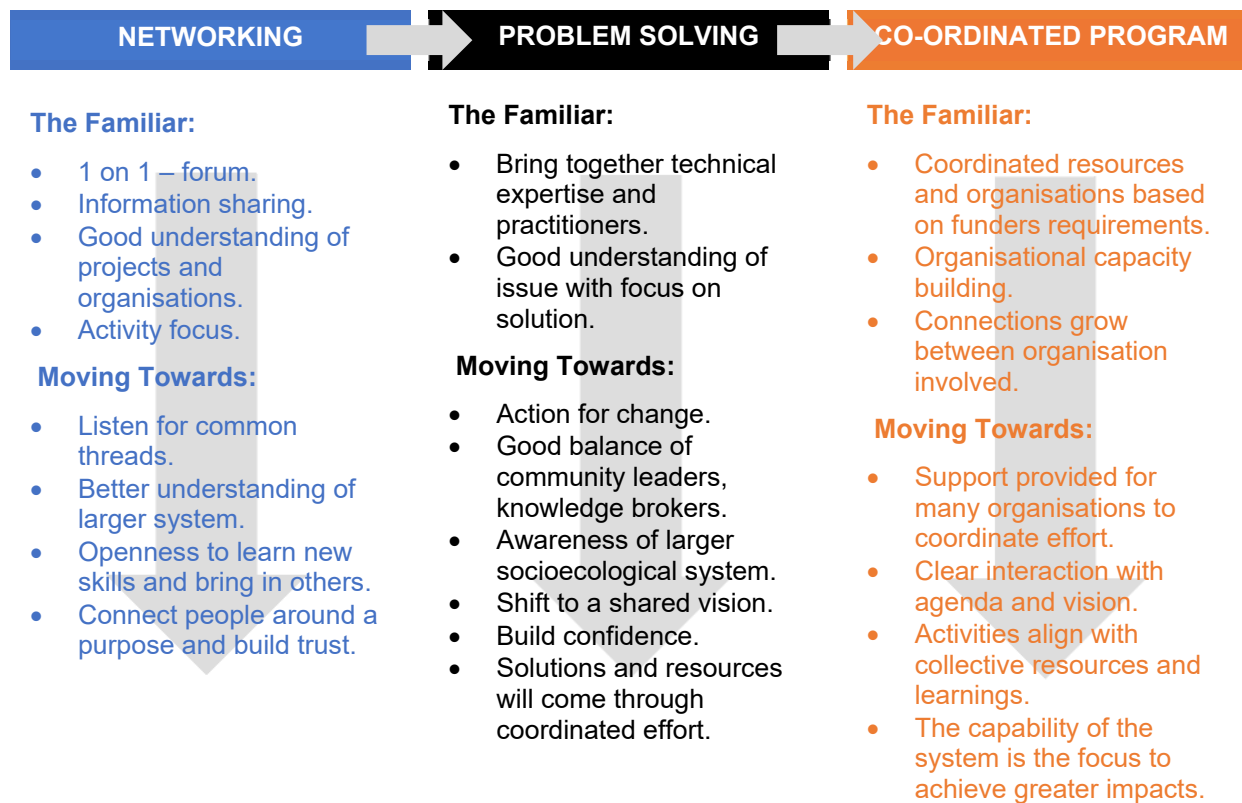 NETWORKING
PROBLEM SOLVING
CO-ORDINATED PROGRAM
The Familiar:
• 1 on 1 – forum.
• Information sharing.
• Good understanding of
projects and
organisations.
• Activity focus.
Moving Towards:
• Listen for common
threads.
• Better understanding of
larger system.
• Openness to learn new
skills and bring in others.
• Connect people around a
purpose and build trust.
The Familiar:
• Bring together technical
expertise and
practitioners.
• Good understanding of
issue with focus on
solution.
Moving Towards:
• Action for change.
• Good balance of
community leaders,
knowledge brokers.
• Awareness of larger
socioecological system.
• Shift to a shared vision.
• Build confidence.
• Solutions and resources
will come through
coordinated effort.
The Familiar:
• Coordinated resources
and organisations based
on funders requirements.
• Organisational capacity
building.
• Connections grow
between organisation
involved.
Moving Towards:
• Support provided for
many organisations to
coordinate effort.
• Clear interaction with
agenda and vision.
• Activities align with
collective resources and
learnings.
• The capability of the
system is the focus to
achieve greater impacts.